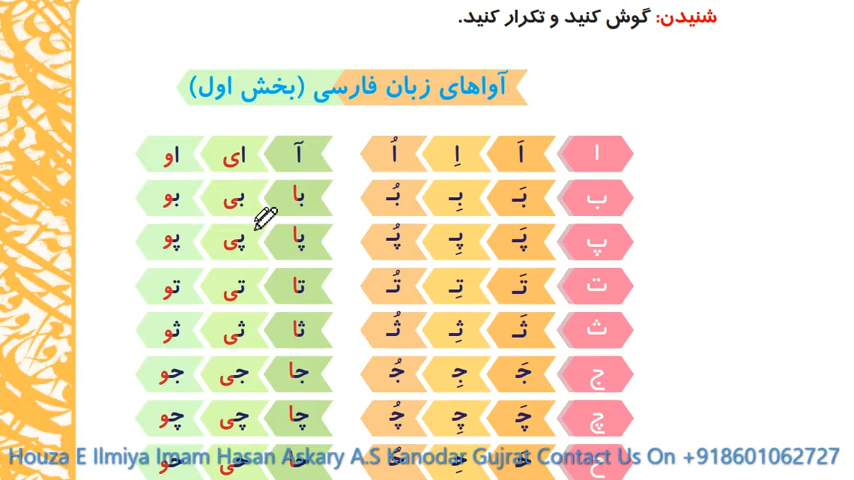 شنیدن: گوش کنید و تکرار کنید.
آواهای زبان فارسی (بخش اول)
ا اَ اِ اُ آ ای او
ب بَـ بِـ بُـ با بی بو
پ پَـ پِـ پُـ پا پی پو
ت تَـ تِـ تُـ تا تی تو
ث ثَـ ثِـ ثُـ ثا ثی ثو
ج جَـ جِـ جُـ جا جی جو
چ چَـ چِـ چُـ چا چی چو
Houza E Ilmiya Imam Hasan Askary A.S Kanodar Gujrat Contact Us On +918601062727